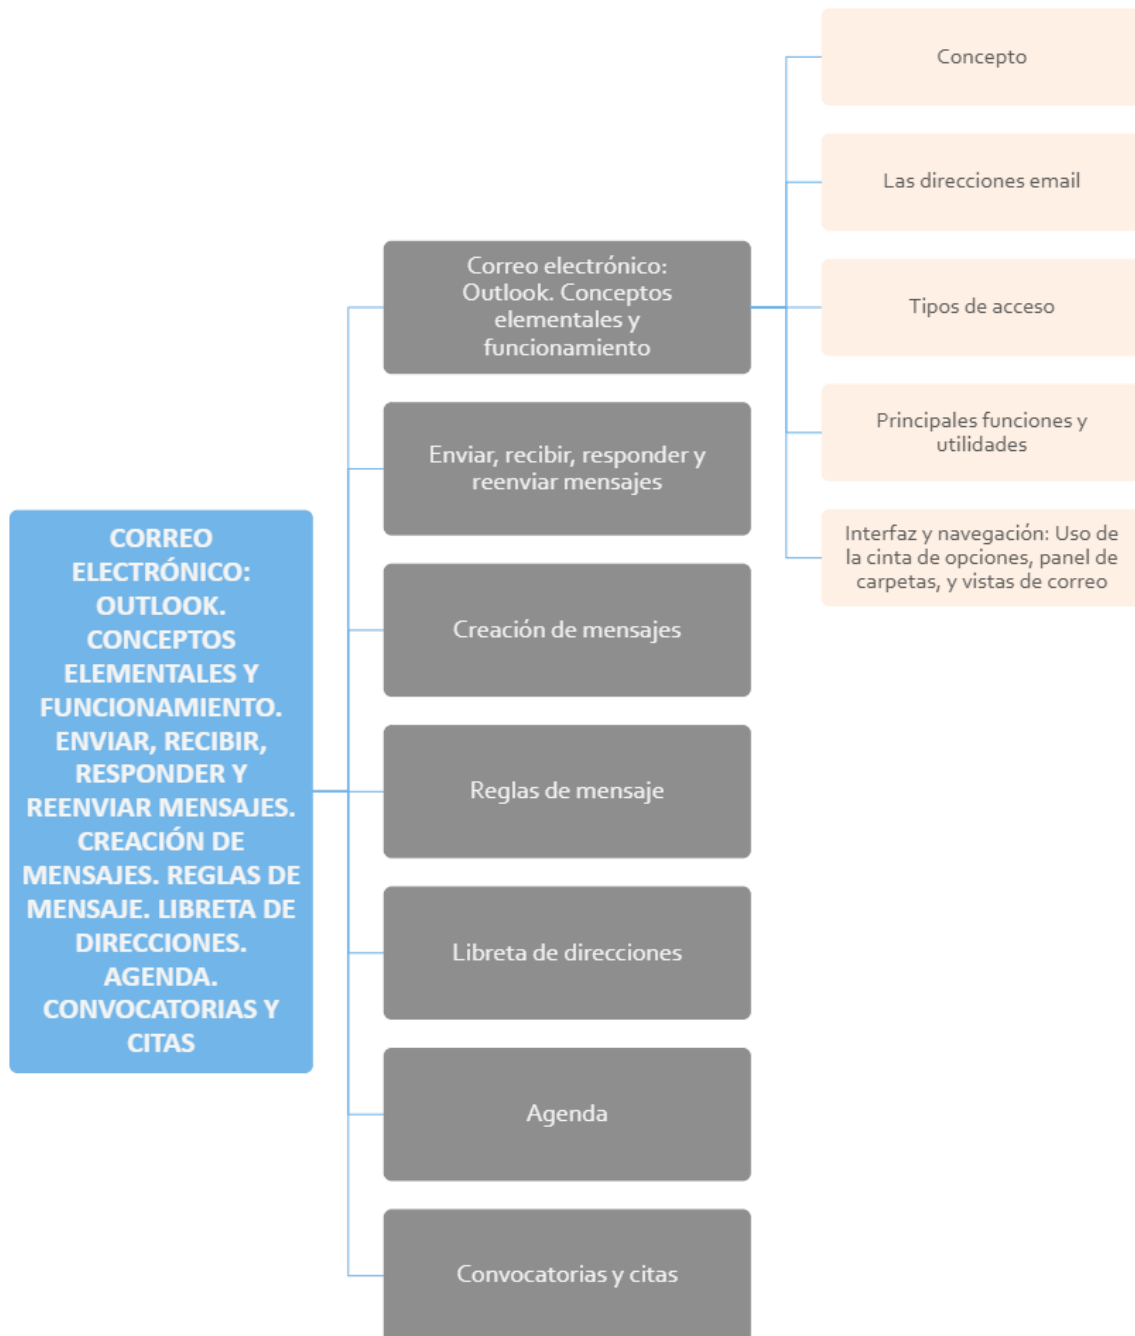 CORREO
ELECTRÓNICO:
OUTLOOK.
CONCEPTOS
ELEMENTALES Y
FUNCIONAMIENTO.
ENVIAR, RECIBIR,
RESPONDER Y
REENVIAR MENSAJES.
CREACIÓN DE
MENSAJES. REGLAS DE
MENSAJE. LIBRETA DE
DIRECCIONES.
AGENDA.
CONVOCATORIAS Y
CITAS
Correo electrónico:
Outlook. Conceptos
elementales y
funcionamiento
Concepto
Las direcciones email
Tipos de acceso
Principales funciones y
utilidades
Interfaz y navegación: Uso de
la cinta de opciones, panel de
carpetas, y vistas de correo
Enviar, recibir, responder y
reenviar mensajes
Creación de mensajes
Reglas de mensaje
Libreta de direcciones
Agenda
Convocatorias y citas